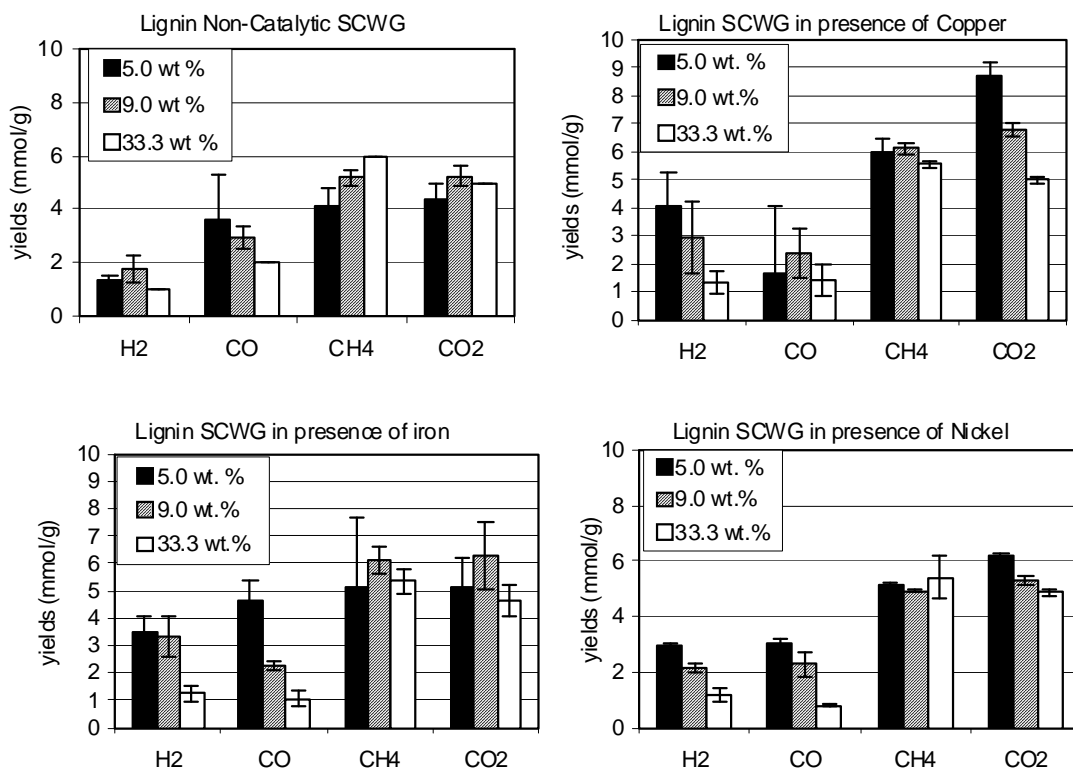 Lignin Non-Catalytic SCWG
yields (mmol/g)
10
8
6
4
2
0
5.0 wt %
9.0 wt %
33.3 wt %
H2 CO CH4 CO2
Lignin SCWG in presence of Copper
yields (mmol/g)
10
9
8
7
6
5
4
3
2
1
0
5.0 wt. %
9.0 wt.%
33.3 wt.%
H2 CO CH4 CO2
Lignin SCWG in presence of iron
yields (mmol/g)
10
9
8
7
6
5
4
3
2
1
0
5.0 wt. %
9.0 wt.%
33.3 wt.%
H2 CO CH4 CO2
Lignin SCWG in presence of Nickel
yields (mmol/g)
10
8
6
4
2
0
5.0 wt. %
9.0 wt.%
33.3 wt.%
H2 CO CH4 CO2